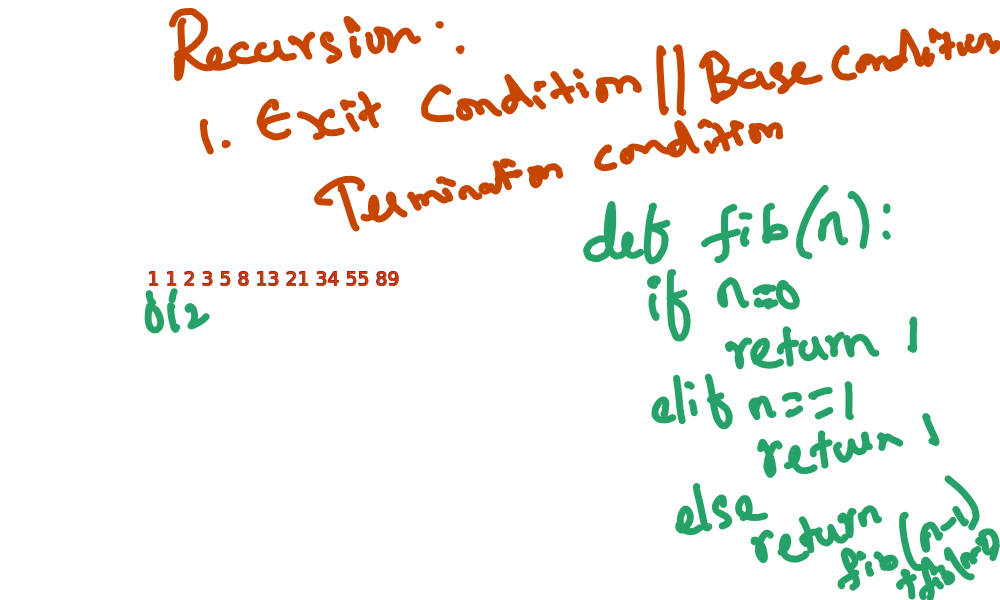 Recursion:
1. Exit Condition || Base Condition
Termination condition
def fib(n):
1 1 2 3 5 8 13 21 34 55 89
0 1 2
if n==0
return 1
elif n==1
return 1
else
return
fib(n-1)
+fib(n-2)